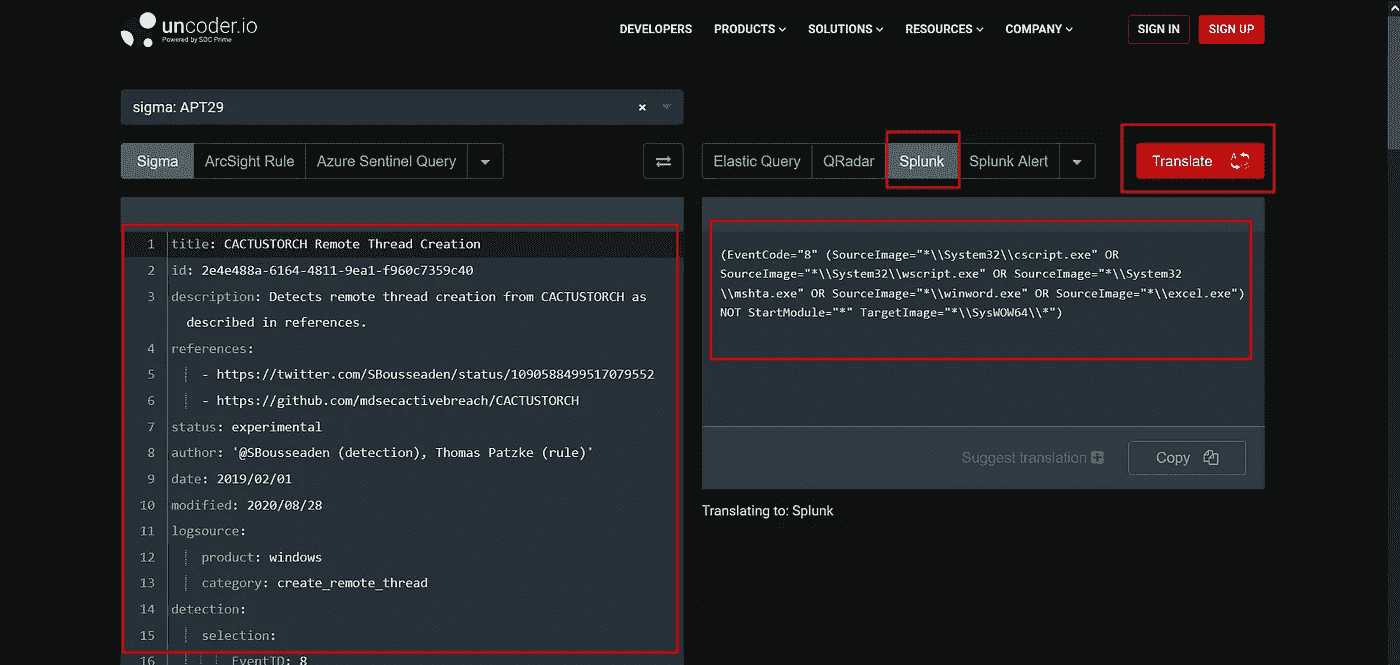 uncoder.io
Powered by SOC Prime
DEVELOPERS PRODUCTS SOLUTIONS RESOURCES COMPANY SIGN IN SIGN UP
sigma: APT29 ×
Sigma ArcSight Rule Azure Sentinel Query
Elastic Query QRadar Splunk Splunk Alert Translate
1 title: CACTUSTORCH Remote Thread Creation
2 id: 2e4e488a-6164-4811-9ea1-f960c7359c40
3 description: Detects remote thread creation from CACTUSTORCH as
described in references.
4 references:
5 - https://twitter.com/SBousseaden/status/1090588499517079552
6 - https://github.com/mdsecactivebreach/CACTUSTORCH
7 status: experimental
8 author: '@SBousseaden (detection), Thomas Patzke (rule)'
9 date: 2019/02/01
10 modified: 2020/08/28
11 logsource:
12 product: windows
13 category: create_remote_thread
14 detection:
15 selection:
16 EventID: 8
(EventCode="8" (SourceImage="*\\System32\\cscript.exe" OR
SourceImage="*\\System32\\wscript.exe" OR SourceImage="*\\System32
\\mshta.exe" OR SourceImage="*\\winword.exe" OR SourceImage="*\\excel.exe")
NOT StartModule="*" TargetImage="*\\SysWOW64\\*")
Suggest translation Copy
Translating to: Splunk